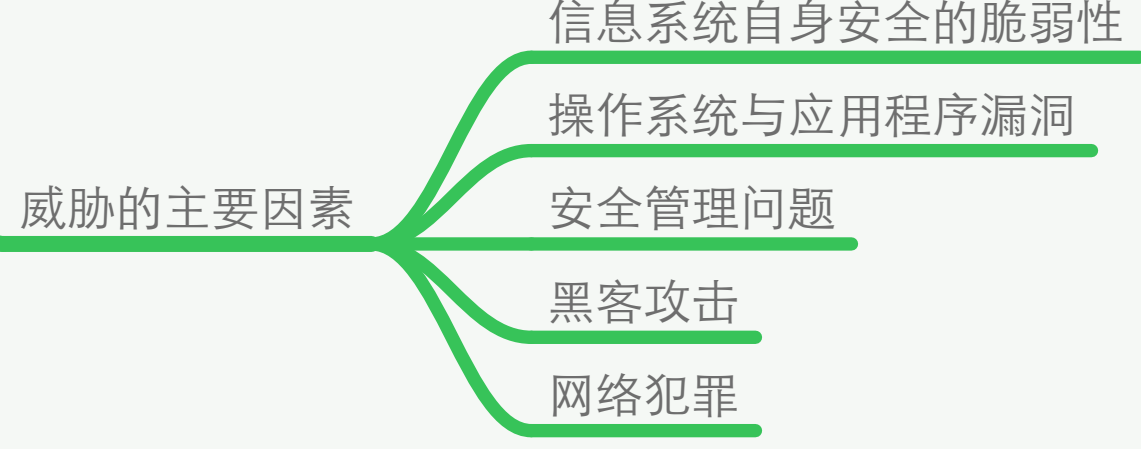 威胁的主要因素
信息系统自身安全的脆弱性
操作系统与应用程序漏洞
安全管理问题
黑客攻击
网络犯罪